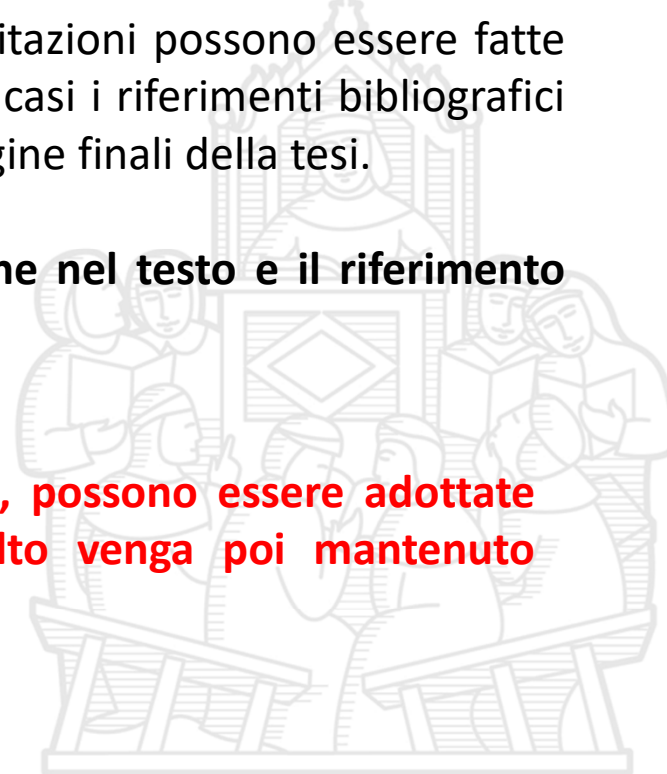 itazioni possono essere fatte
casi i riferimenti bibliografici
gine finali della tesi.
ne nel testo e il riferimento
, possono essere adottate
lto venga poi mantenuto